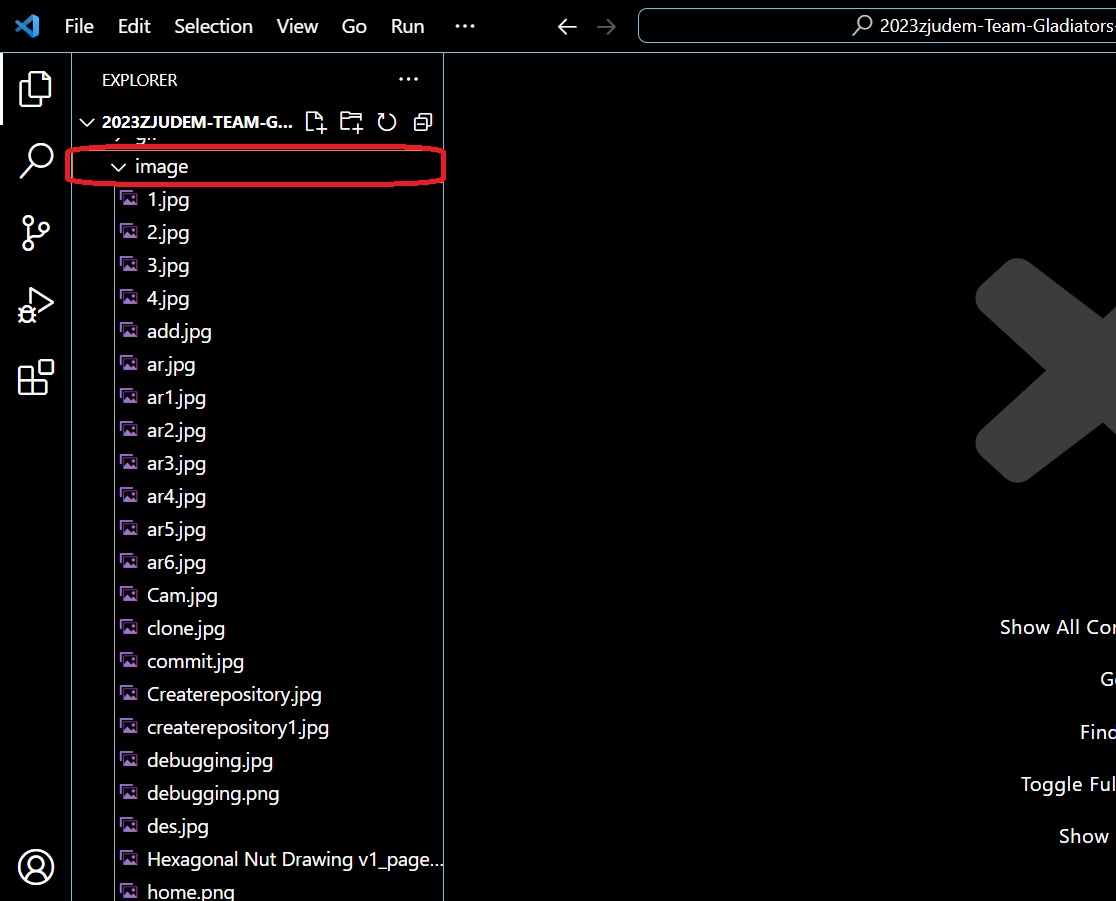 File Edit Selection View Go Run ...
2023zjudem-Team-Gladiators-
EXPLORER ...
2023ZJUDEM-TEAM-G...
image
1.jpg
2.jpg
3.jpg
4.jpg
add.jpg
ar.jpg
ar1.jpg
ar2.jpg
ar3.jpg
ar4.jpg
ar5.jpg
ar6.jpg
Cam.jpg
clone.jpg
commit.jpg
Createrepository.jpg
createrepository1.jpg
debugging.jpg
debugging.png
des.jpg
Hexagonal Nut Drawing v1_page...
home.png
Show All Cor
G
Find
Toggle Ful
Show